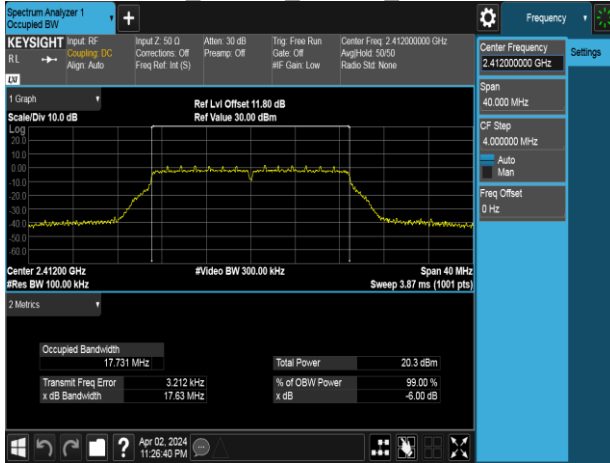 Spectrum Analyzer 1
Occupied BW
+
Frequency
KEYSIGHT
RL
LXI
Input: RF
Coupling: DC
Align: Auto
Input Z: 50 Ω
Corrections: Off
Freq Ref: Int (S)
Atten: 30 dB
Preamp: Off
Trig: Free Run
Gate: Off
#IF Gain: Low
Center Freq: 2.412000000 GHz
Avg|Hold: 50/50
Radio Std: None
Center Frequency
2.412000000 GHz
Settings
Span
40.000 MHz
CF Step
4.000000 MHz
Auto
Man
Freq Offset
0 Hz
1 Graph
Scale/Div 10.0 dB
Ref Lvl Offset 11.80 dB
Ref Value 30.00 dBm
Log
20.0
10.0
0.00
-10.0
-20.0
-30.0
-40.0
-50.0
-60.0
Center 2.41200 GHz
#Video BW 300.00 kHz
Span 40 MHz
#Res BW 100.00 kHz
Sweep 3.87 ms (1001 pts)
2 Metrics
Occupied Bandwidth
17.731 MHz
Total Power 20.3 dBm
Transmit Freq Error 3.212 kHz
% of OBW Power 99.00 %
x dB Bandwidth 17.63 MHz
x dB -6.00 dB
?
Apr 02, 2024
11:26:40 PM